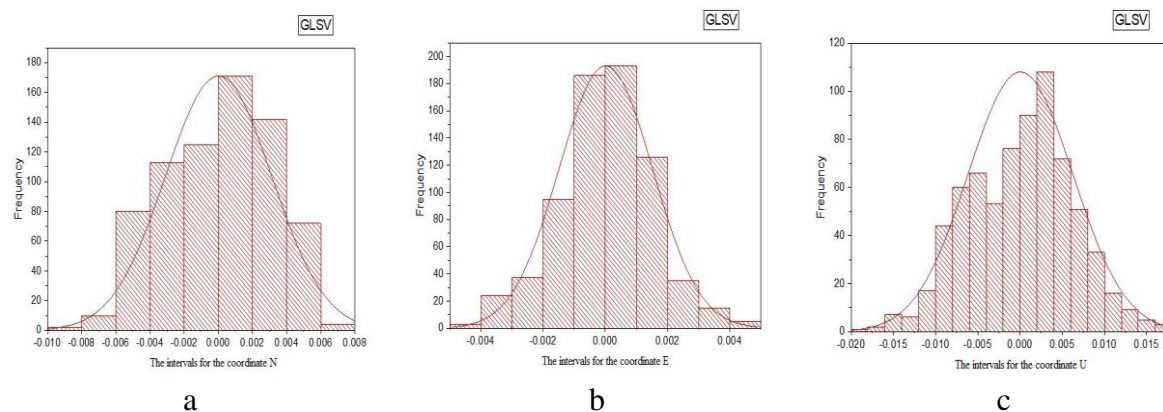 GLSV
180
160
140
120
100
80
60
40
20
0
Frequency
-0.010 -0.008 -0.006 -0.004 -0.002 0.000 0.002 0.004 0.006 0.008
The intervals for the coordinate N
a
GLSV
200
180
160
140
120
100
80
60
40
20
0
Frequency
-0.004 -0.002 0.000 0.002 0.004
The intervals for the coordinate E
b
GLSV
120
100
80
60
40
20
0
Frequency
-0.020 -0.015 -0.010 -0.005 0.000 0.005 0.010 0.015
The intervals for the coordinate U
c